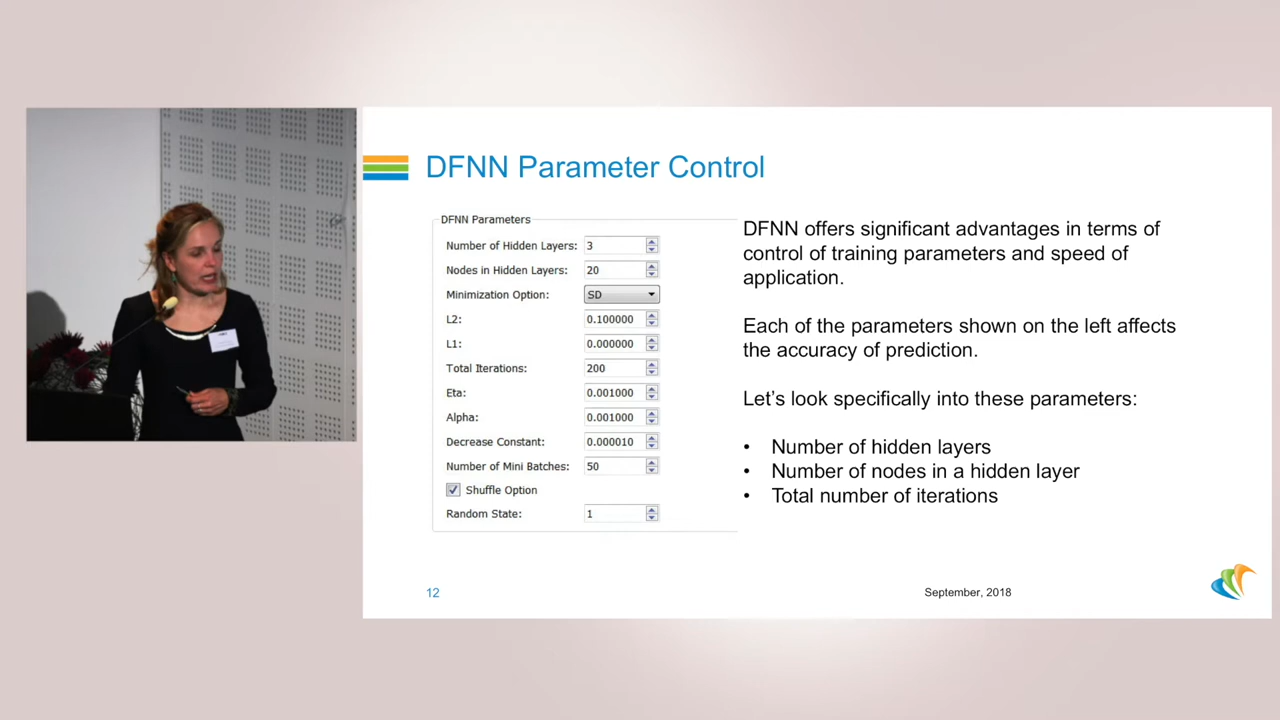 DFNN Parameter Control
DFNN Parameters
Number of Hidden Layers: 3
Nodes in Hidden Layers: 20
Minimization Option: SD
L2: 0.100000
L1: 0.000000
Total Iterations: 200
Eta: 0.001000
Alpha: 0.001000
Decrease Constant: 0.000010
Number of Mini Batches: 50
Shuffle Option
Random State: 1
DFNN offers significant advantages in terms of
control of training parameters and speed of
application.
Each of the parameters shown on the left affects
the accuracy of prediction.
Let's look specifically into these parameters:
• Number of hidden layers
• Number of nodes in a hidden layer
• Total number of iterations
12
September, 2018